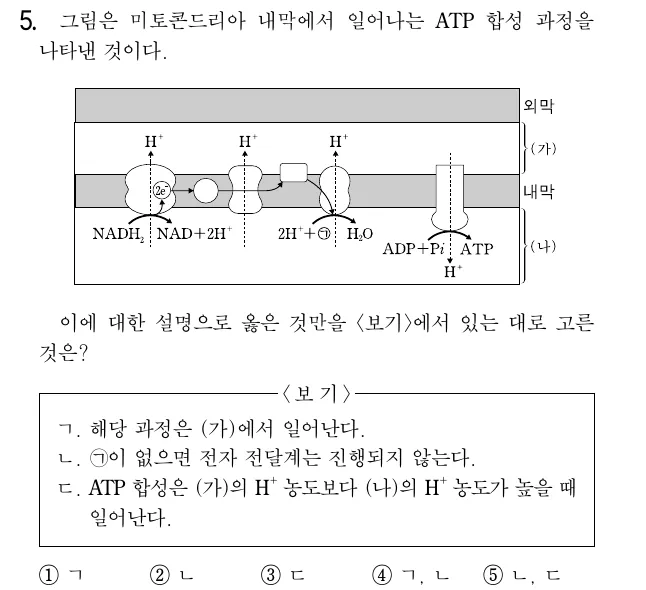 5. 그림은 미토콘드리아 내막에서 일어나는 ATP 합성 과정을
나타낸 것이다.
외막
H⁺ H⁺ H⁺
(가)
2e⁻
내막
NADH₂ NAD+2H⁺ 2H⁺+㉠ H₂O
ADP+Pi ATP
(나)
H⁺
이에 대한 설명으로 옳은 것만을 〈보기〉에서 있는 대로 고른
것은?
〈보 기〉
ㄱ. 해당 과정은 (가)에서 일어난다.
ㄴ. ㉠이 없으면 전자 전달계는 진행되지 않는다.
ㄷ. ATP 합성은 (가)의 H⁺ 농도보다 (나)의 H⁺ 농도가 높을 때
일어난다.
① ㄱ ② ㄴ ③ ㄷ ④ ㄱ, ㄴ ⑤ ㄴ, ㄷ